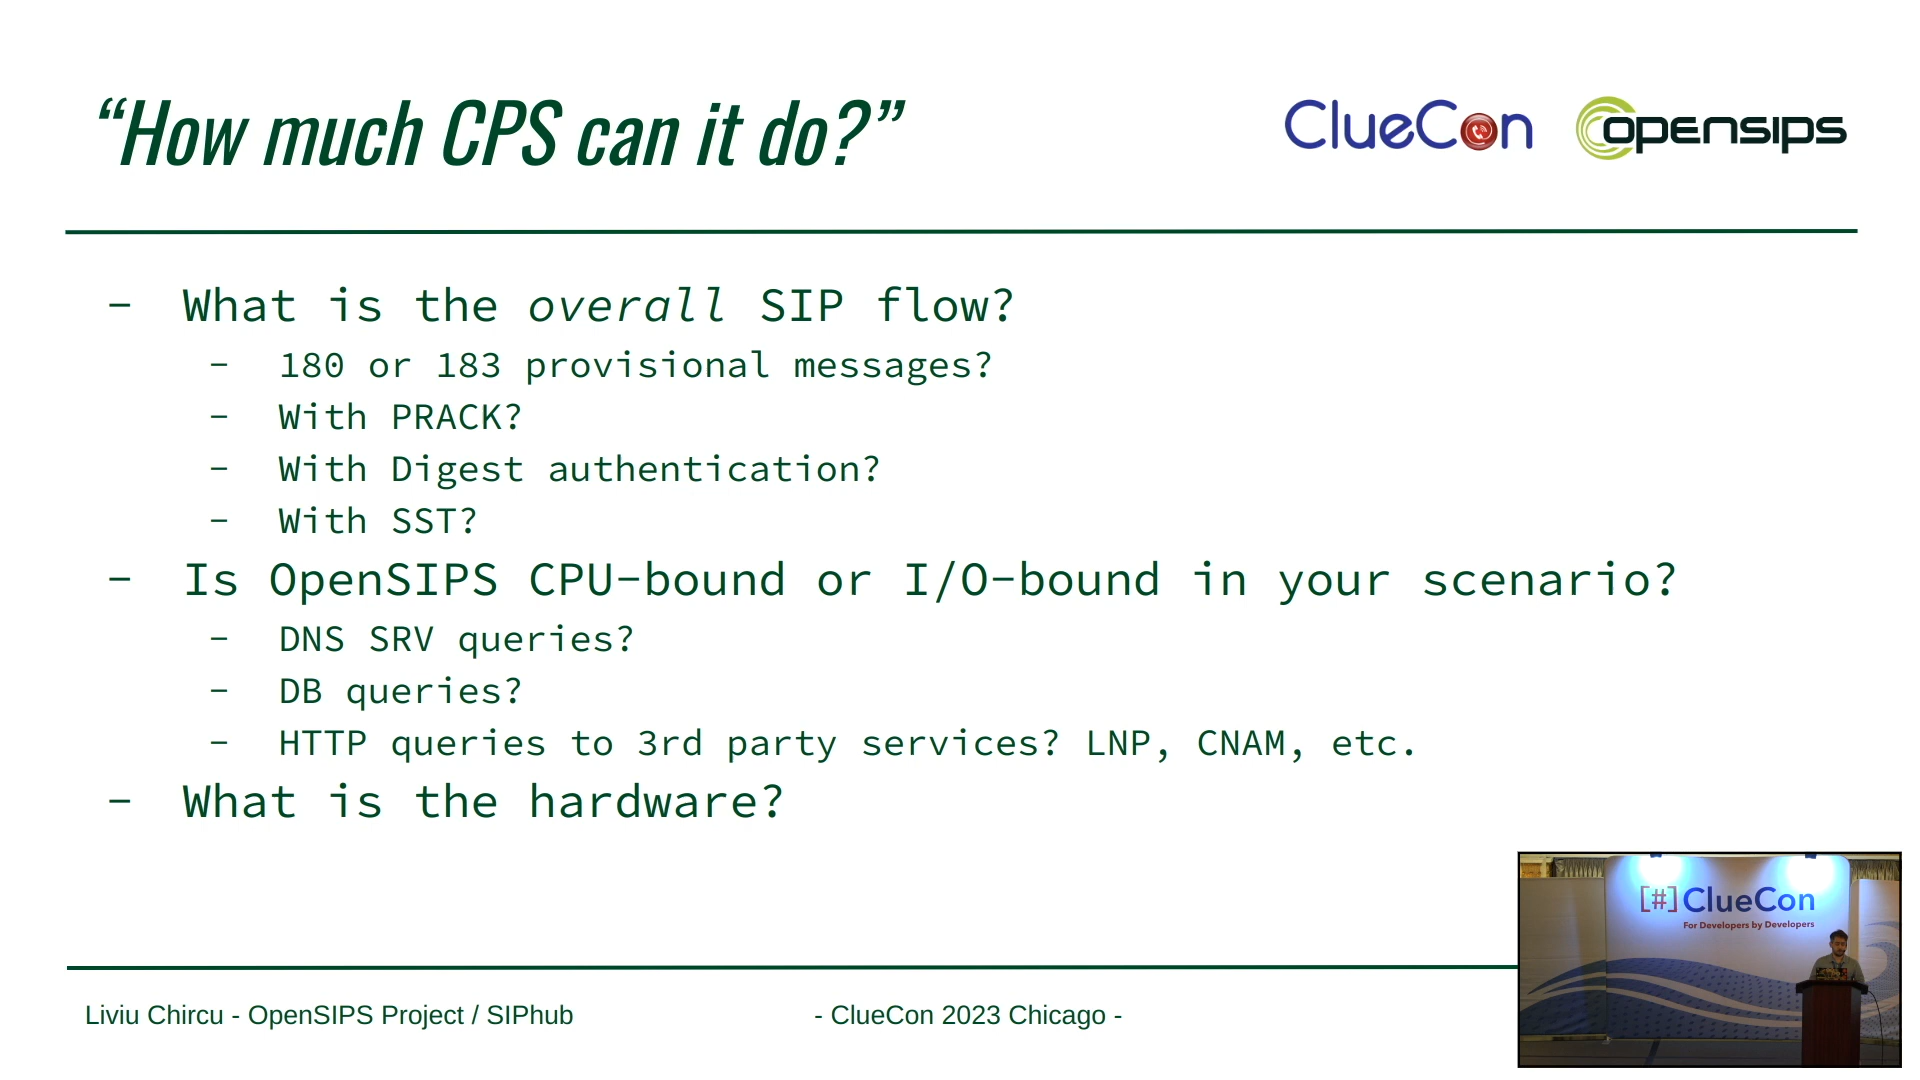 “How much CPS can it do?”
ClueCon
opensips
- What is the overall SIP flow?
- 180 or 183 provisional messages?
- With PRACK?
- With Digest authentication?
- With SST?
- Is OpenSIPS CPU-bound or I/O-bound in your scenario?
- DNS SRV queries?
- DB queries?
- HTTP queries to 3rd party services? LNP, CNAM, etc.
- What is the hardware?
[#]ClueCon
For Developers by Developers
Liviu Chircu - OpenSIPS Project / SIPhub
- ClueCon 2023 Chicago -